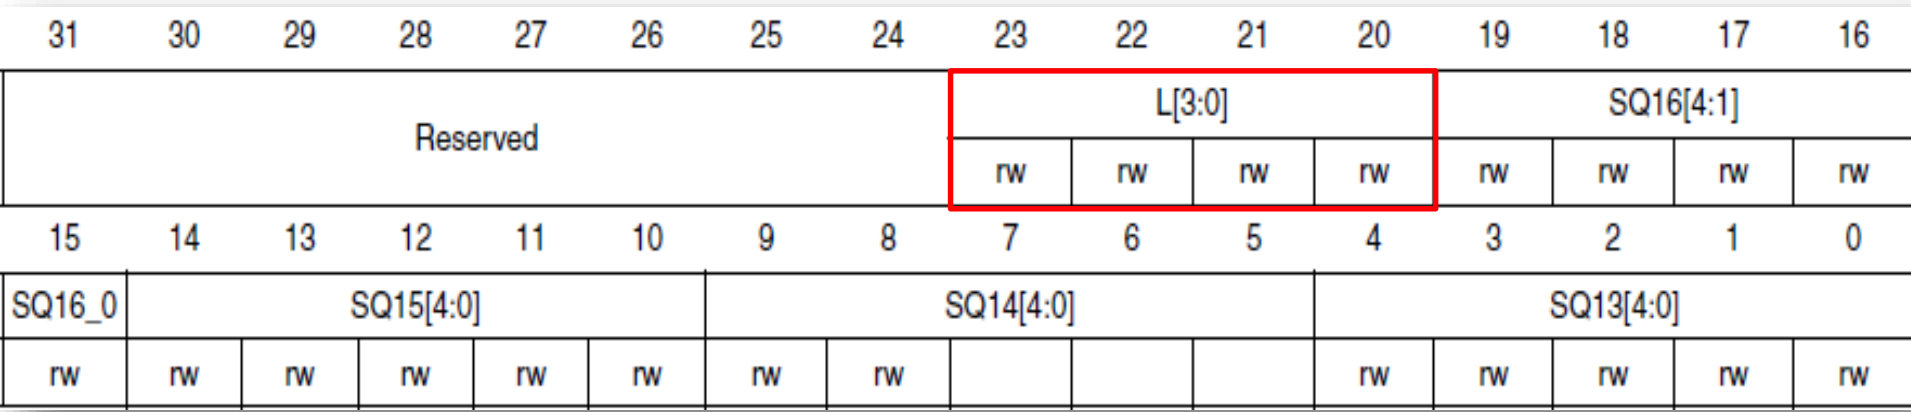 31 30 29 28 27 26 25 24 23 22 21 20 19 18 17 16
Reserved L[3:0] SQ16[4:1]
rw rw rw rw rw rw rw rw
15 14 13 12 11 10 9 8 7 6 5 4 3 2 1 0
SQ16_0 SQ15[4:0] SQ14[4:0] SQ13[4:0]
rw rw rw rw rw rw rw rw rw rw rw rw rw